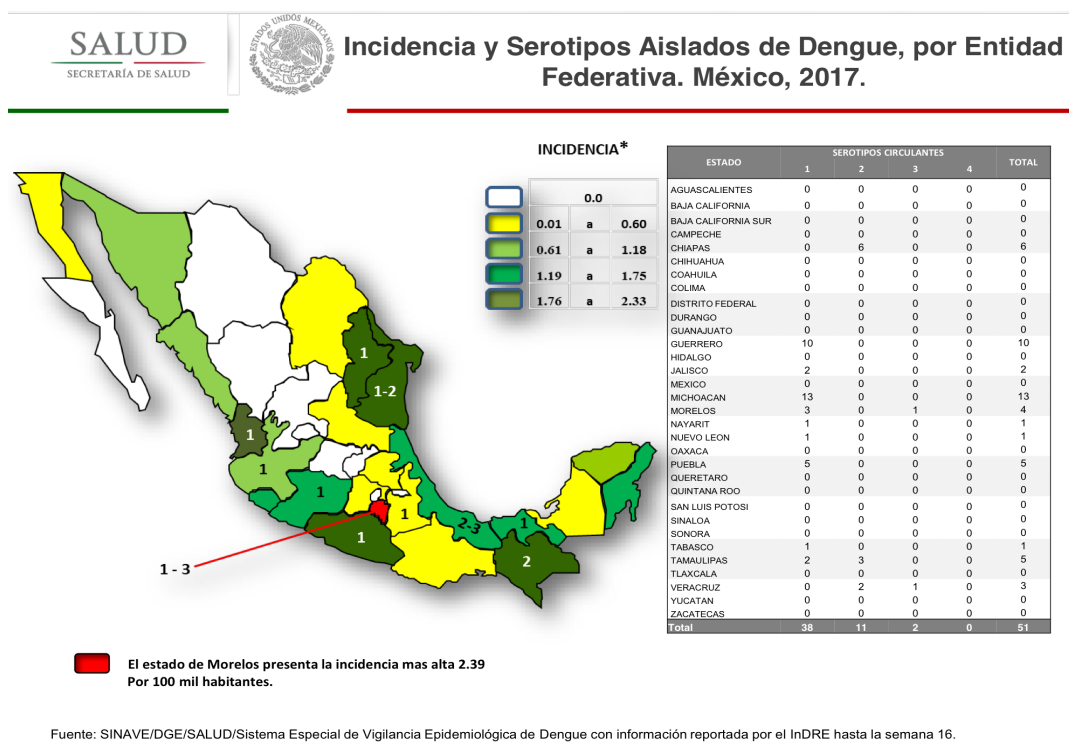 SALUD
SECRETARÍA DE SALUD
ESTADOS UNIDOS MEXICANOS
Incidencia y Serotipos Aislados de Dengue, por Entidad
Federativa. México, 2017.
INCIDENCIA*
0.0
0.01 a 0.60
0.61 a 1.18
1.19 a 1.75
1.76 a 2.33
ESTADO SEROTIPOS CIRCULANTES TOTAL
1 2 3 4
AGUASCALIENTES 0 0 0 0 0
BAJA CALIFORNIA 0 0 0 0 0
BAJA CALIFORNIA SUR 0 0 0 0 0
CAMPECHE 0 0 0 0 0
CHIAPAS 0 6 0 0 6
CHIHUAHUA 0 0 0 0 0
COAHUILA 0 0 0 0 0
COLIMA 0 0 0 0 0
DISTRITO FEDERAL 0 0 0 0 0
DURANGO 0 0 0 0 0
GUANAJUATO 0 0 0 0 0
GUERRERO 10 0 0 0 10
HIDALGO 0 0 0 0 0
JALISCO 2 0 0 0 2
MEXICO 0 0 0 0 0
MICHOACAN 13 0 0 0 13
MORELOS 3 0 1 0 4
NAYARIT 1 0 0 0 1
NUEVO LEON 1 0 0 0 1
OAXACA 0 0 0 0 0
PUEBLA 5 0 0 0 5
QUERETARO 0 0 0 0 0
QUINTANA ROO 0 0 0 0 0
SAN LUIS POTOSI 0 0 0 0 0
SINALOA 0 0 0 0 0
SONORA 0 0 0 0 0
TABASCO 1 0 0 0 1
TAMAULIPAS 2 3 0 0 5
TLAXCALA 0 0 0 0 0
VERACRUZ 0 2 1 0 3
YUCATAN 0 0 0 0 0
ZACATECAS 0 0 0 0 0
Total 38 11 2 0 51
1
1-2
1
1
1
1
1
2-3
1
2
1 - 3
El estado de Morelos presenta la incidencia mas alta 2.39
Por 100 mil habitantes.
Fuente: SINAVE/DGE/SALUD/Sistema Especial de Vigilancia Epidemiológica de Dengue con información reportada por el InDRE hasta la semana 16.